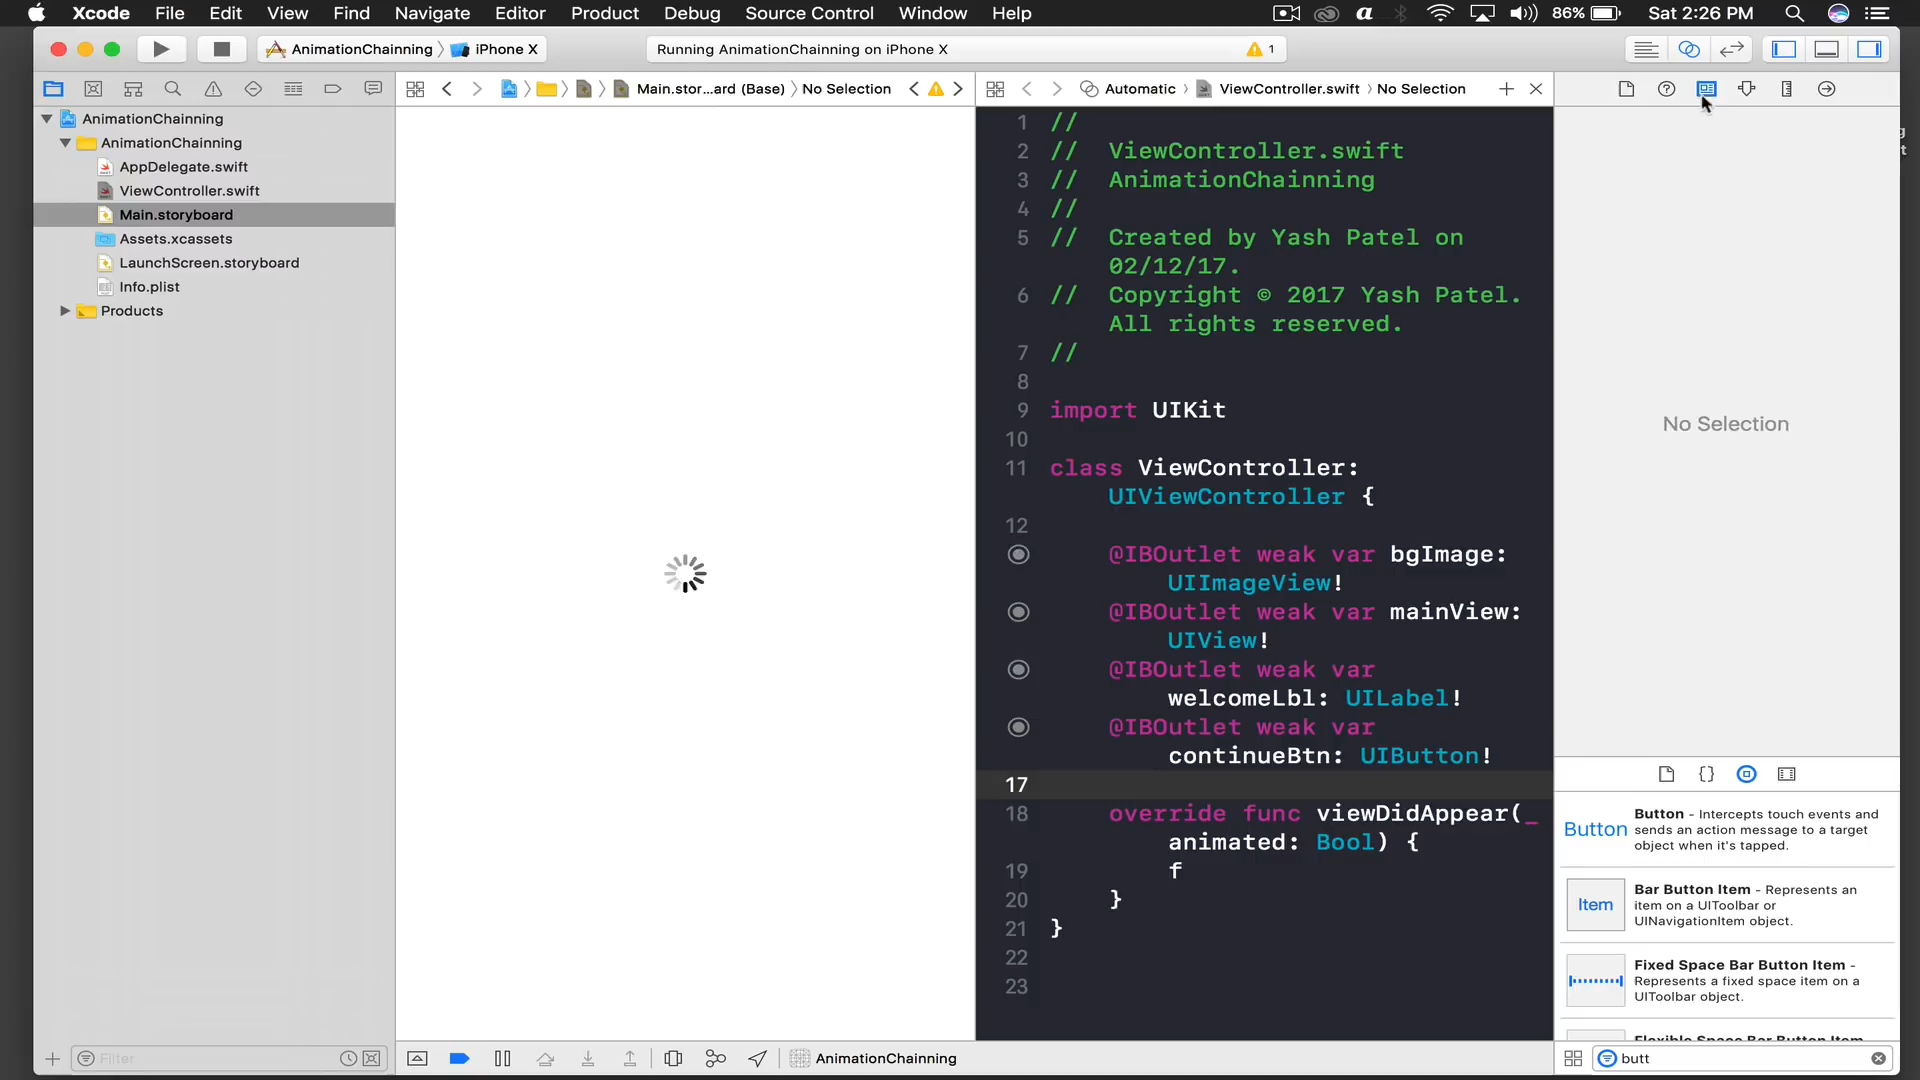 Xcode File Edit View Find Navigate Editor Product Debug Source Control Window Help 86% Sat 2:26 PM
AnimationChainning iPhone X Running AnimationChainning on iPhone X 1
Main.stor...ard (Base) No Selection
Automatic ViewController.swift No Selection
AnimationChainning
AnimationChainning
AppDelegate.swift
ViewController.swift
Main.storyboard
Assets.xcassets
LaunchScreen.storyboard
Info.plist
Products
Filter
1 //
2 // ViewController.swift
3 // AnimationChainning
4 //
5 // Created by Yash Patel on
02/12/17.
6 // Copyright © 2017 Yash Patel.
All rights reserved.
7 //
8
9 import UIKit
10
11 class ViewController:
UIViewController {
12
@IBOutlet weak var bgImage:
UIImageView!
@IBOutlet weak var mainView:
UIView!
@IBOutlet weak var
welcomeLbl: UILabel!
@IBOutlet weak var
continueBtn: UIButton!
17
18 override func viewDidAppear(_
animated: Bool) {
19 f
20 }
21 }
22
23
AnimationChainning
No Selection
Button
Button - Intercepts touch events and
sends an action message to a target
object when it's tapped.
Item
Bar Button Item - Represents an
item on a UIToolbar or
UINavigationItem object.
Fixed Space Bar Button Item -
Represents a fixed space item on a
UIToolbar object.
Flexible Space Bar Button Item
butt